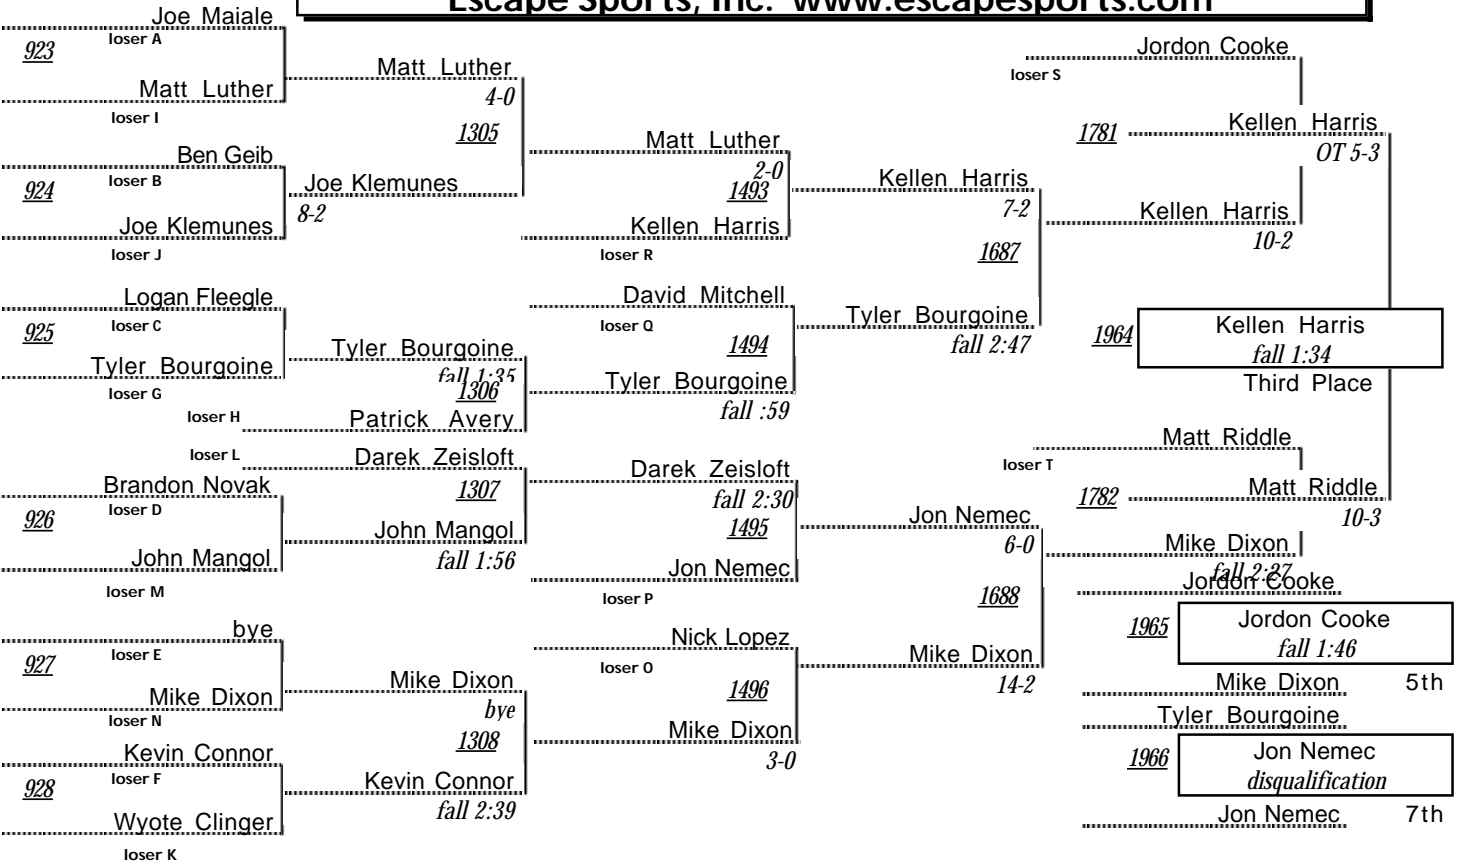 Escape Sports, Inc. www.escapesports.com
Joe Maiale
loser A
923
Matt Luther
loser I
Ben Geib
loser B
924
Joe Klemunes
loser J
Logan Fleegle
loser C
925
Tyler Bourgoine
loser G
loser H
loser L
Brandon Novak
loser D
926
John Mangol
loser M
bye
loser E
927
Mike Dixon
loser N
Kevin Connor
loser F
928
Wyote Clinger
loser K
Matt Luther
4-0
1305
Joe Klemunes
8-2
Tyler Bourgoine
fall 1:35
1306
Patrick Avery
Darek Zeisloft
1307
John Mangol
fall 1:56
Mike Dixon
bye
1308
Kevin Connor
fall 2:39
Matt Luther
2-0
1493
Kellen Harris
loser R
David Mitchell
loser Q
1494
Tyler Bourgoine
fall :59
Darek Zeisloft
fall 2:30
1495
Jon Nemec
loser P
Nick Lopez
loser O
1496
Mike Dixon
3-0
Kellen Harris
7-2
1687
Tyler Bourgoine
fall 2:47
Jon Nemec
6-0
1688
Mike Dixon
14-2
Jordon Cooke
loser S
1781
Kellen Harris
OT 5-3
Kellen Harris
10-2
1964
Kellen Harris
fall 1:34
Third Place
Matt Riddle
loser T
1782
Matt Riddle
10-3
Mike Dixon
fall 2:27
Jordon Cooke
1965
Jordon Cooke
fall 1:46
Mike Dixon
5th
Tyler Bourgoine
1966
Jon Nemec
disqualification
Jon Nemec
7th